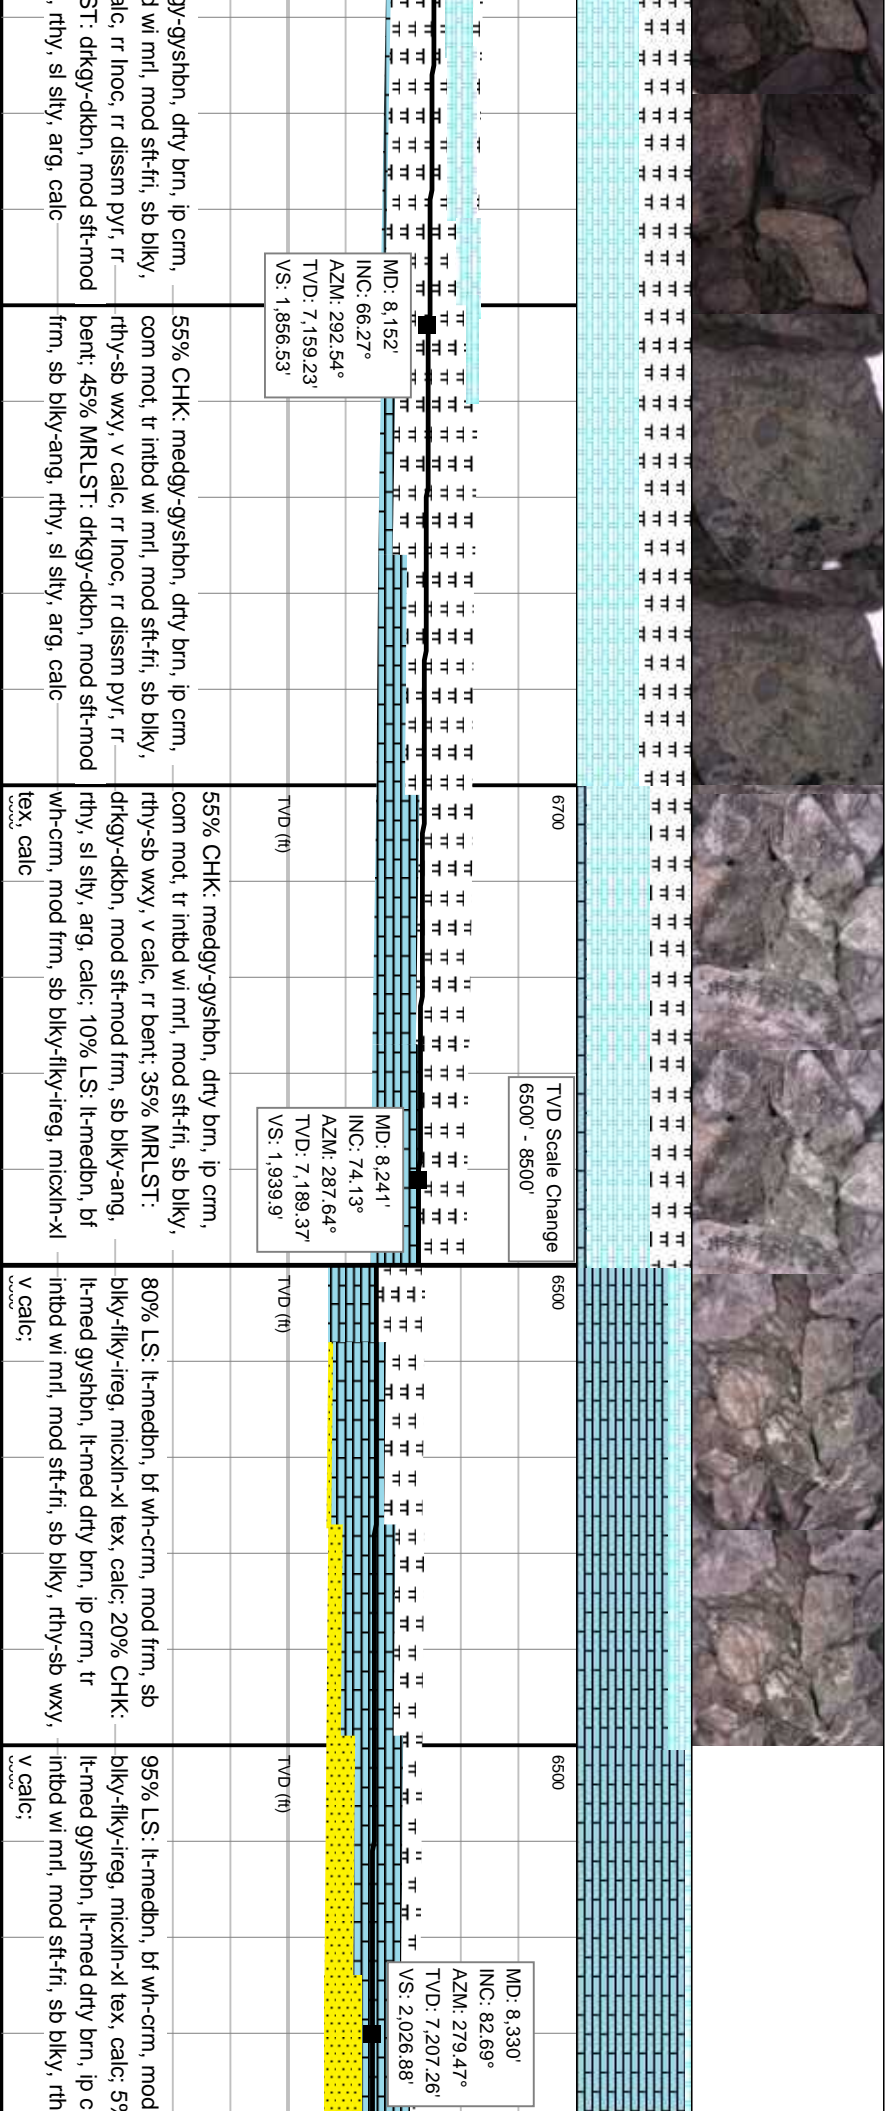 gy-gyshbn, drty brn, ip crm,
d wi mrl, mod sft-fri, sb blky,
alc, rr Inoc, rr dissm pyr, rr
ST: drkgy-dkbn, mod sft-mod
, rthy, sl slty, arg, calc
MD: 8,152'
INC: 66.27°
AZM: 292.54°
TVD: 7,159.23'
VS: 1,856.53'
55% CHK: medgy-gyshbn, drty brn, ip crm,
com mot, tr intbd wi mrl, mod sft-fri, sb blky,
rthy-sb wxy, v calc, rr Inoc, rr dissm pyr, rr
bent; 45% MRLST: drkgy-dkbn, mod sft-mod
frm, sb blky-ang, rthy, sl slty, arg, calc
6700
TVD (ft)
55% CHK: medgy-gyshbn, drty brn, ip crm,
com mot, tr intbd wi mrl, mod sft-fri, sb blky,
rthy-sb wxy, v calc, rr bent; 35% MRLST:
drkgy-dkbn, mod sft-mod frm, sb blky-ang,
rthy, sl slty, arg, calc; 10% LS: lt-medbn, bf
wh-crm, mod frm, sb blky-flky-ireg, micxln-xl
tex, calc
TVD Scale Change
6500' - 8500'
MD: 8,241'
INC: 74.13°
AZM: 287.64°
TVD: 7,189.37'
VS: 1,939.9'
6500
TVD (ft)
80% LS: lt-medbn, bf wh-crm, mod frm, sb
blky-flky-ireg, micxln-xl tex, calc; 20% CHK:
lt-med gyshbn, lt-med drty brn, ip crm, tr
intbd wi mrl, mod sft-fri, sb blky, rthy-sb wxy,
v calc;
6500
TVD (ft)
95% LS: lt-medbn, bf wh-crm, mod
blky-flky-ireg, micxln-xl tex, calc; 5%
lt-med gyshbn, lt-med drty brn, ip c
intbd wi mrl, mod sft-fri, sb blky, rth
v calc;
MD: 8,330'
INC: 82.69°
AZM: 279.47°
TVD: 7,207.26'
VS: 2,026.88'